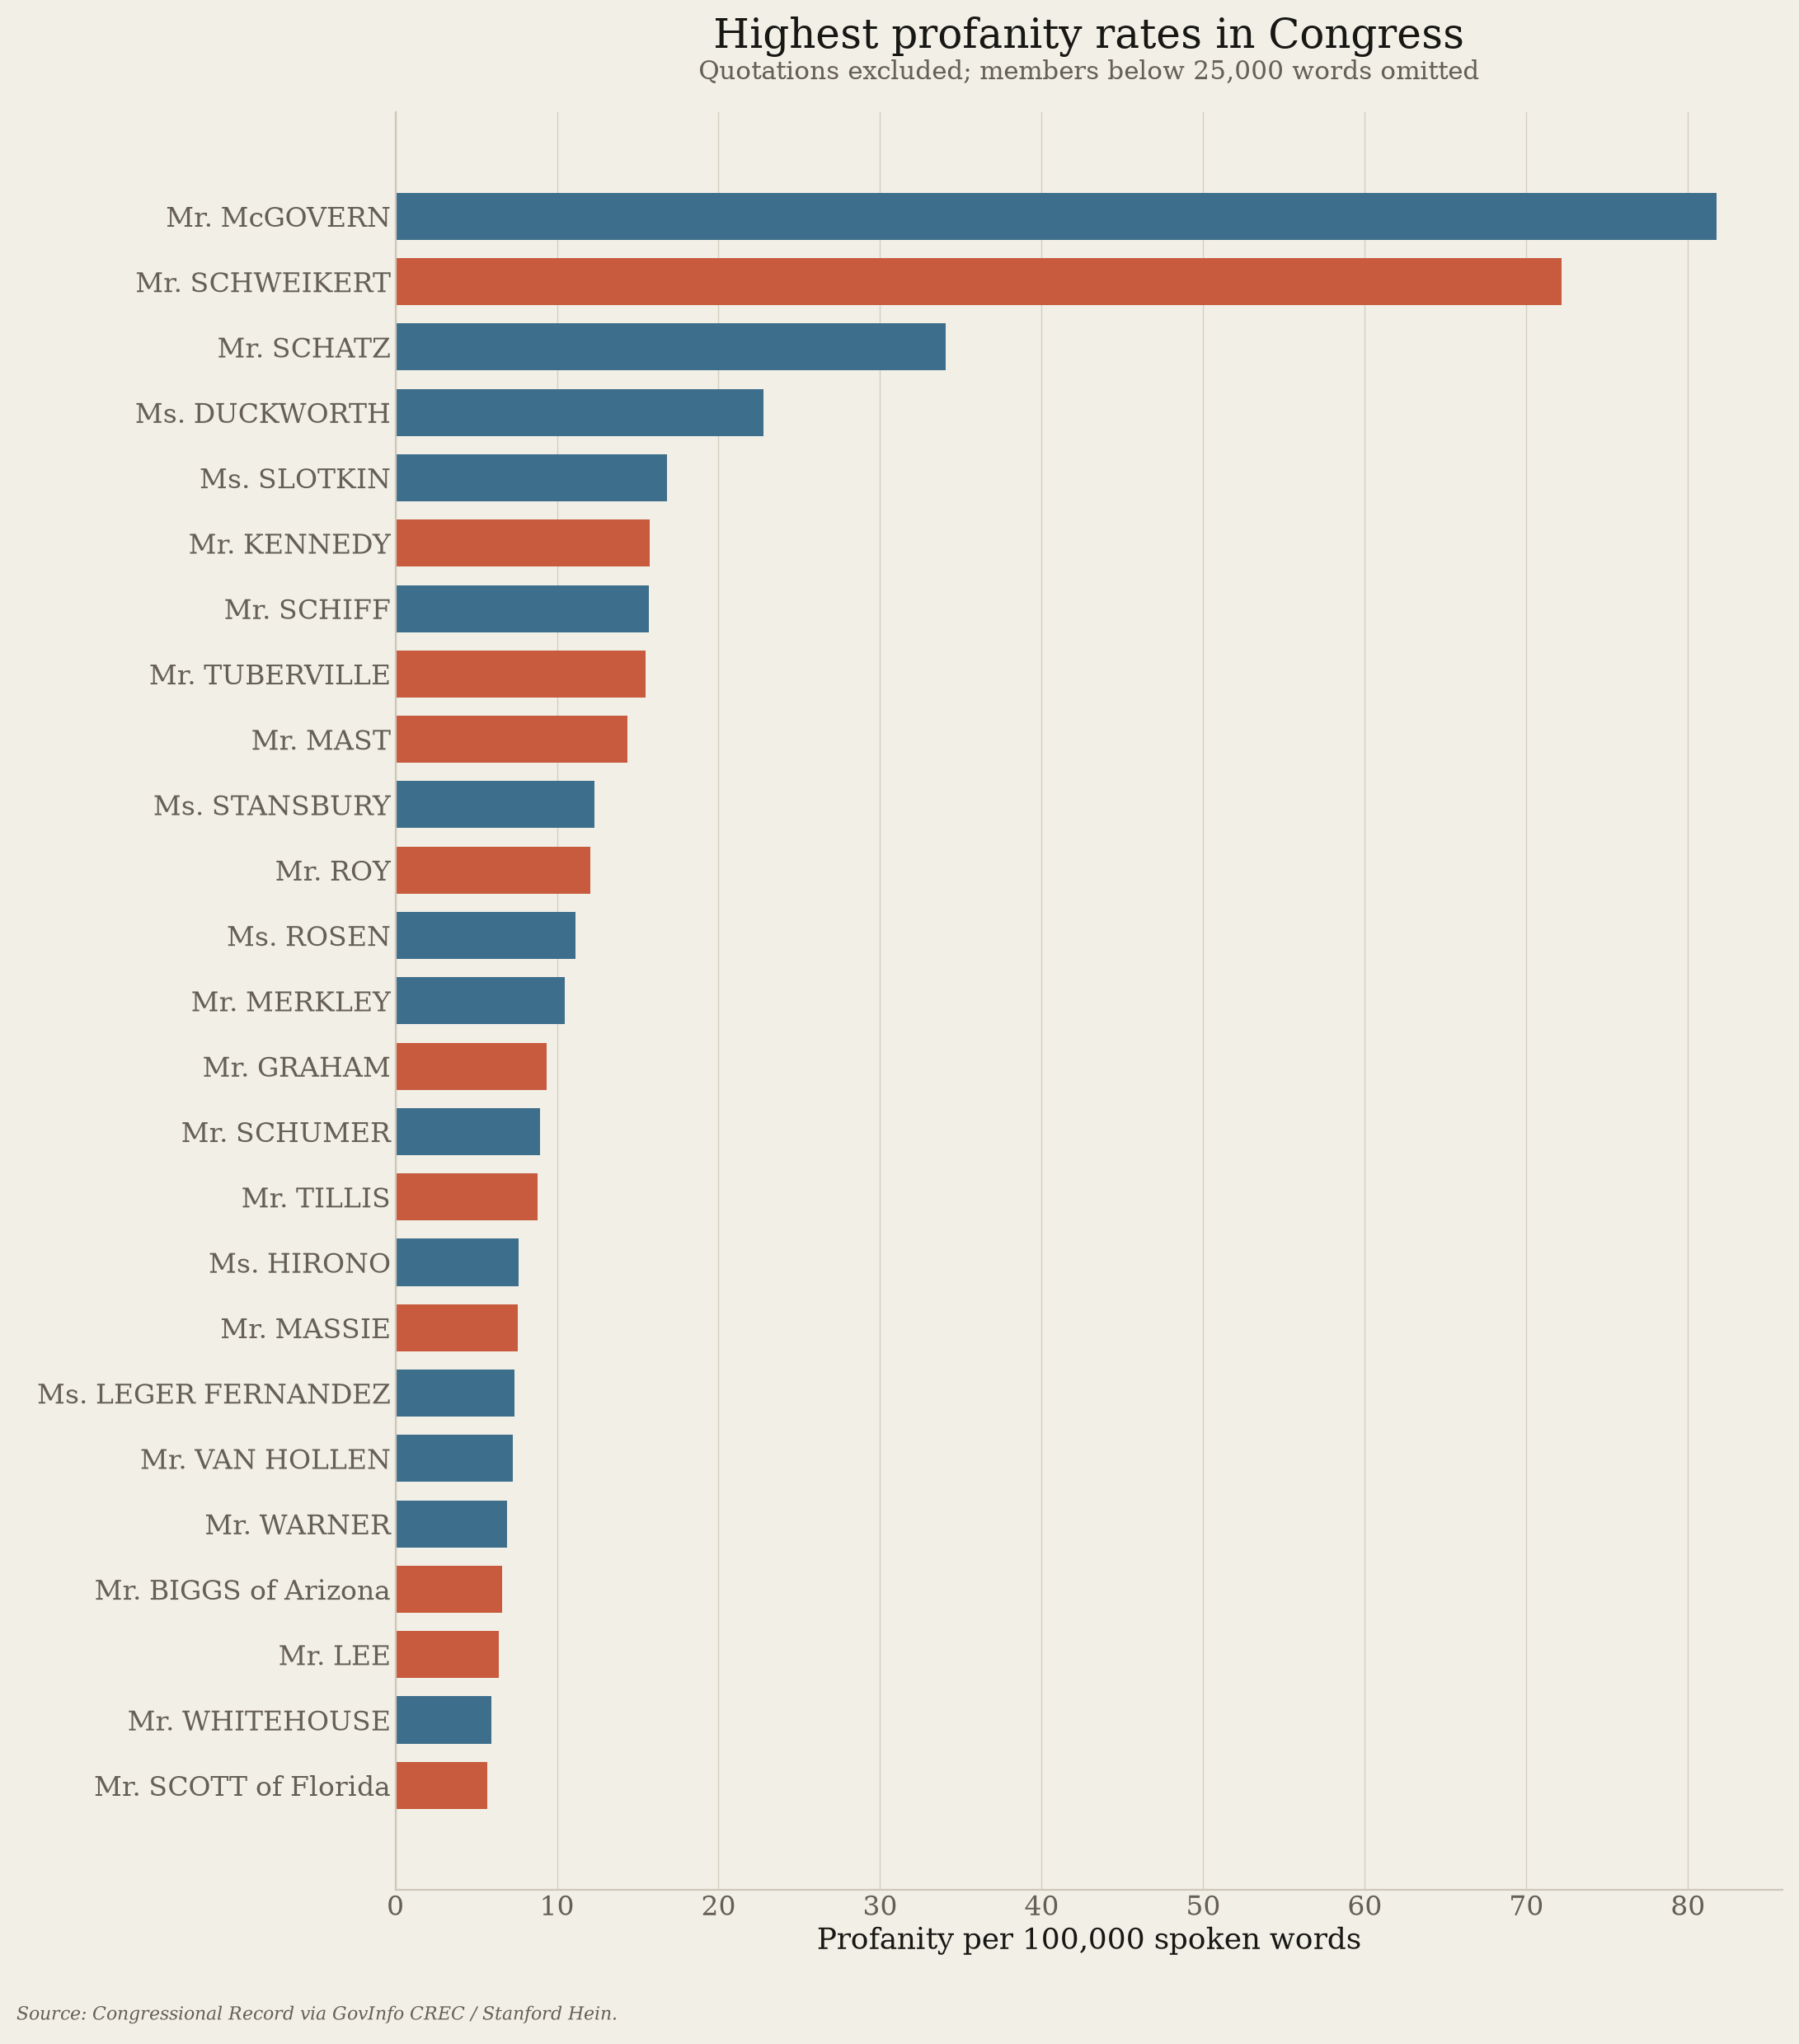 Highest profanity rates in Congress
Quotations excluded; members below 25,000 words omitted
Mr. McGOVERN
Mr. SCHWEIKERT
Mr. SCHATZ
Ms. DUCKWORTH
Ms. SLOTKIN
Mr. KENNEDY
Mr. SCHIFF
Mr. TUBERVILLE
Mr. MAST
Ms. STANSBURY
Mr. ROY
Ms. ROSEN
Mr. MERKLEY
Mr. GRAHAM
Mr. SCHUMER
Mr. TILLIS
Ms. HIRONO
Mr. MASSIE
Ms. LEGER FERNANDEZ
Mr. VAN HOLLEN
Mr. WARNER
Mr. BIGGS of Arizona
Mr. LEE
Mr. WHITEHOUSE
Mr. SCOTT of Florida
0 10 20 30 40 50 60 70 80
Profanity per 100,000 spoken words
Source: Congressional Record via GovInfo CREC / Stanford Hein.